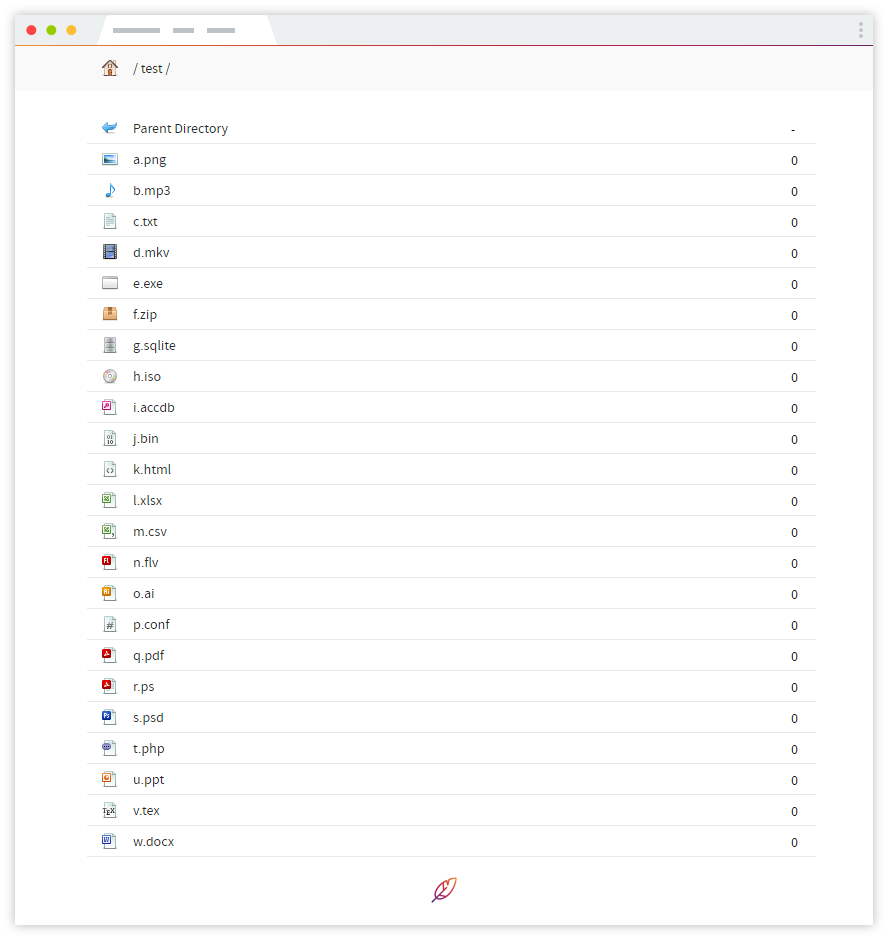 / test /
Parent Directory -
a.png 0
b.mp3 0
c.txt 0
d.mkv 0
e.exe 0
f.zip 0
g.sqlite 0
h.iso 0
i.accdb 0
j.bin 0
k.html 0
l.xlsx 0
m.csv 0
n.flv 0
o.ai 0
p.conf 0
q.pdf 0
r.ps 0
s.psd 0
t.php 0
u.ppt 0
v.tex 0
w.docx 0